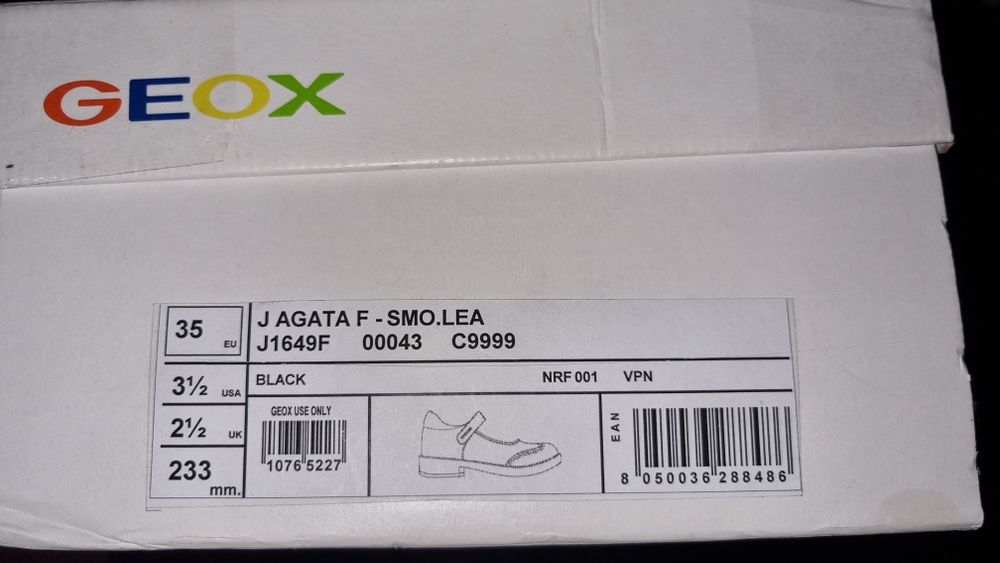 GEOX
35 EU
J AGATA F - SMO.LEA
J1649F 00043 C9999
3½ USA
BLACK NRF 001 VPN
2½ UK
233 mm.
GEOX USE ONLY
1076 5227
EAN
8 050036 288486